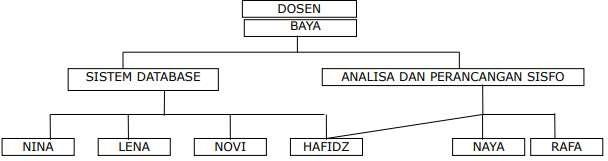 DOSEN
BAYA
SISTEM DATABASE
ANALISA DAN PERANCANGAN SISFO
NINA
LENA
NOVI
HAFIDZ
NAYA
RAFA